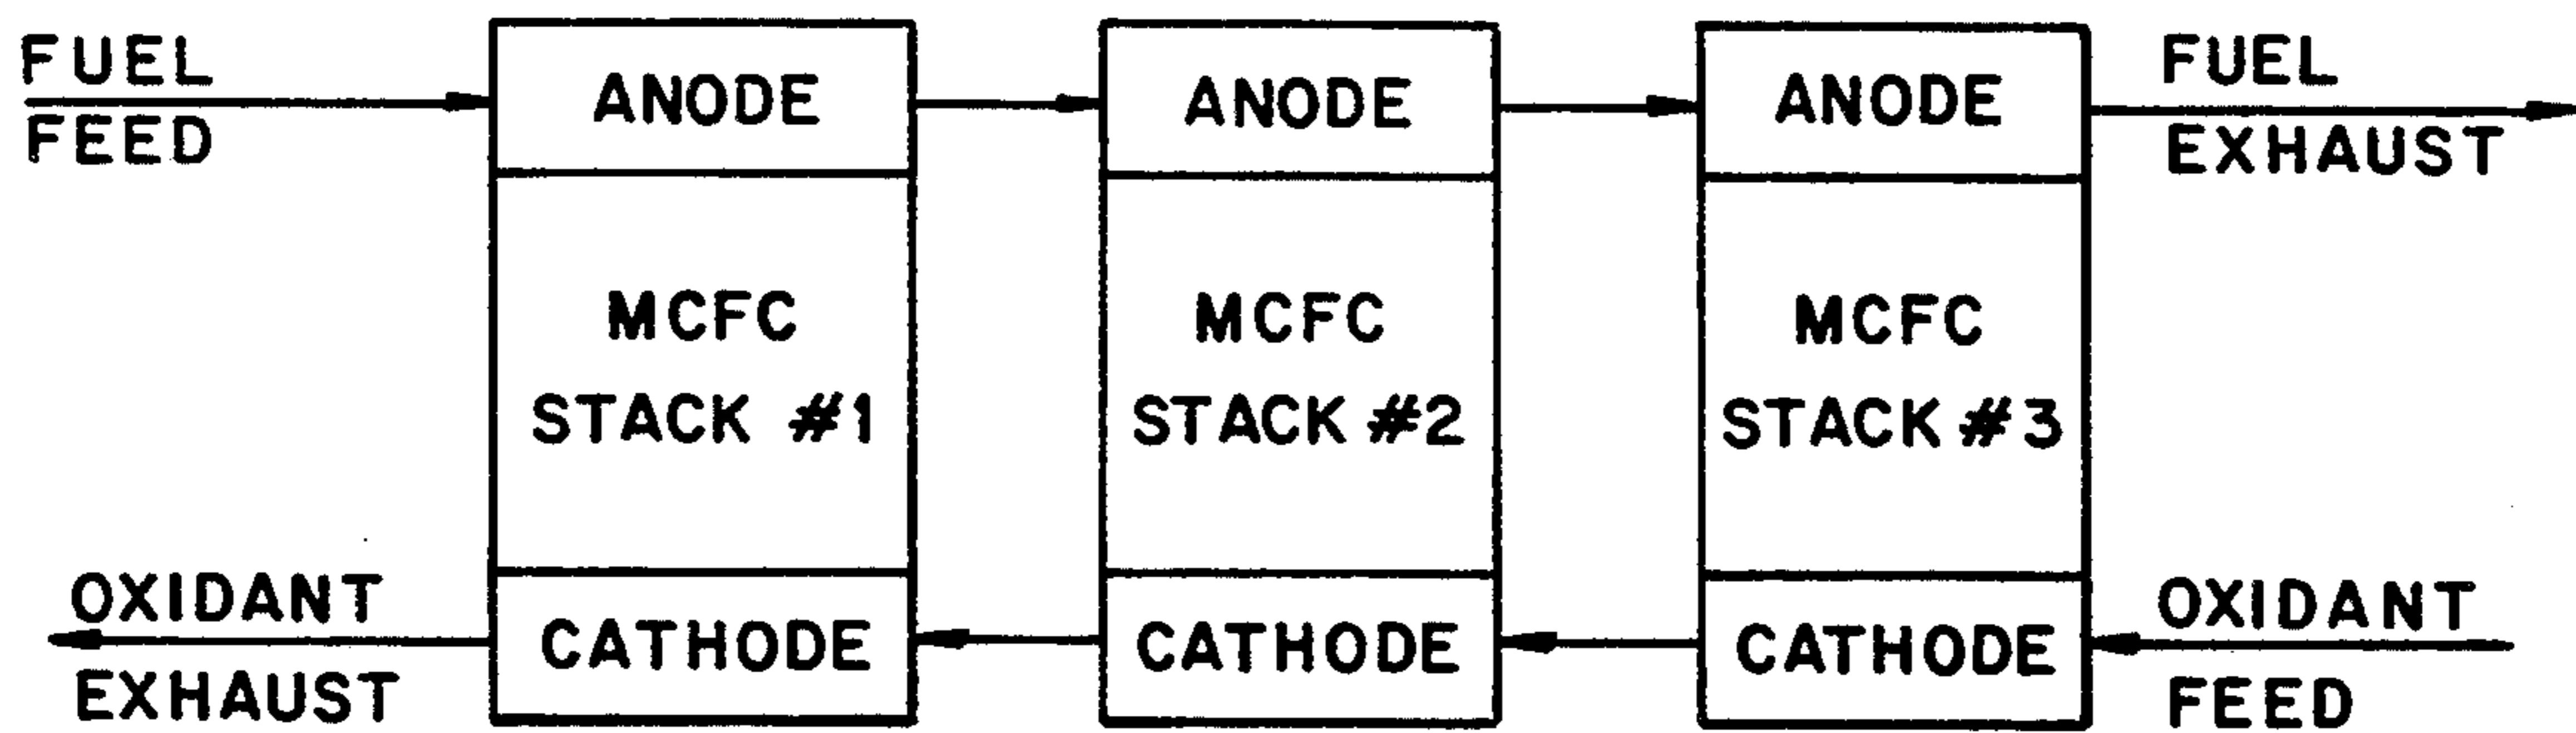 FUEL
FEED
ANODE
ANODE
ANODE
FUEL
EXHAUST
MCFC
STACK #1
MCFC
STACK #2
MCFC
STACK #3
OXIDANT
EXHAUST
CATHODE
CATHODE
CATHODE
OXIDANT
FEED